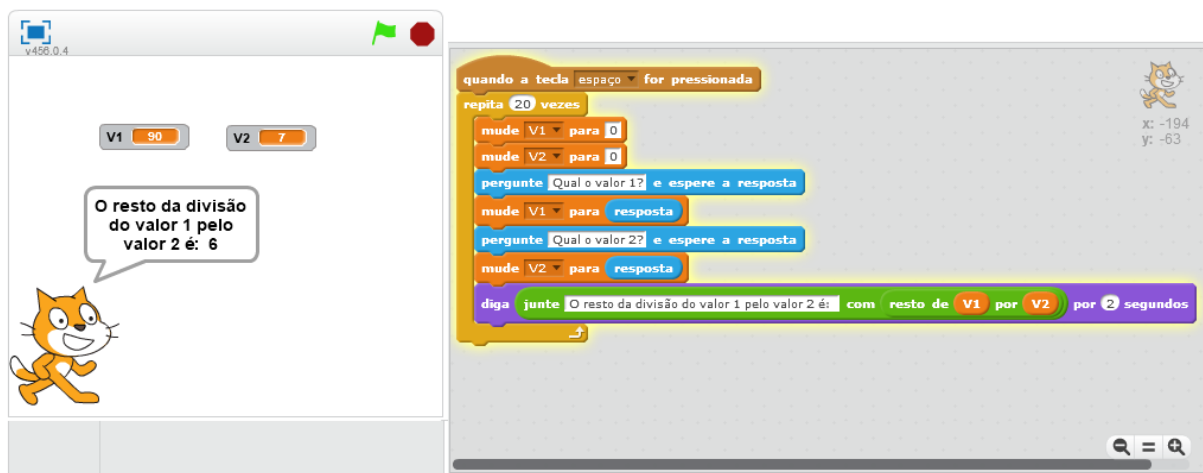 v456.0.4
V1 90
V2 7
O resto da divisão
do valor 1 pelo
valor 2 é: 6
quando a tecla espaço for pressionada
repita 20 vezes
mude V1 para 0
mude V2 para 0
pergunte Qual o valor 1? e espere a resposta
mude V1 para resposta
pergunte Qual o valor 2? e espere a resposta
mude V2 para resposta
diga junte O resto da divisão do valor 1 pelo valor 2 é: com resto de V1 por V2 por 2 segundos
x: -194
y: -63